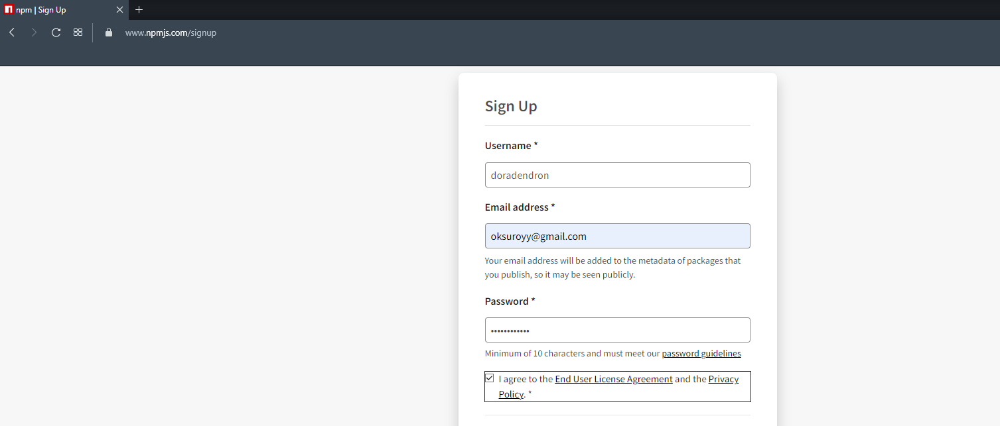 npm | Sign Up
www.npmjs.com/signup
Sign Up
Username *
doradendron
Email address *
oksuroyy@gmail.com
Your email address will be added to the metadata of packages that
you publish, so it may be seen publicly.
Password *
••••••••••••
Minimum of 10 characters and must meet our password guidelines
I agree to the End User License Agreement and the Privacy
Policy. *